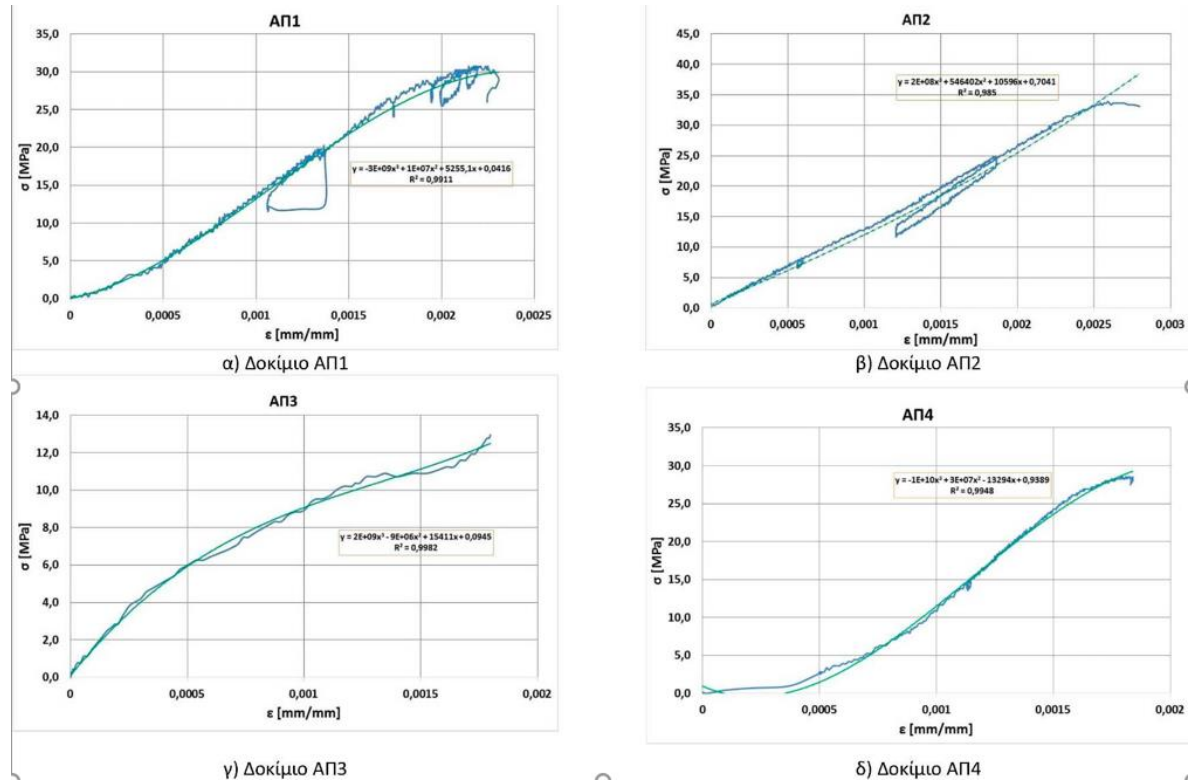 ΑΠ1
35,0
30,0
25,0
20,0
15,0
10,0
5,0
0,0
σ [MPa]
y = -3E+09x³ + 1E+07x² + 5255,1x + 0,0416
R² = 0,9911
0
0,0005
0,001
0,0015
0,002
0,0025
ε [mm/mm]
α) Δοκίμιο ΑΠ1
ΑΠ2
45,0
40,0
35,0
30,0
25,0
20,0
15,0
10,0
5,0
0,0
σ [MPa]
y = 2E+08x³ + 546402x² + 10596x + 0,7041
R² = 0,985
0
0,0005
0,001
0,0015
0,002
0,0025
0,003
ε [mm/mm]
β) Δοκίμιο ΑΠ2
ΑΠ3
14,0
12,0
10,0
8,0
6,0
4,0
2,0
0,0
σ [MPa]
y = 2E+09x³ - 9E+06x² + 15411x + 0,0945
R² = 0,9982
0
0,0005
0,001
0,0015
0,002
ε [mm/mm]
γ) Δοκίμιο ΑΠ3
ΑΠ4
35,0
30,0
25,0
20,0
15,0
10,0
5,0
0,0
σ [MPa]
y = -1E+10x³ + 3E+07x² - 13294x + 0,9389
R² = 0,9948
0
0,0005
0,001
0,0015
0,002
ε [mm/mm]
δ) Δοκίμιο ΑΠ4